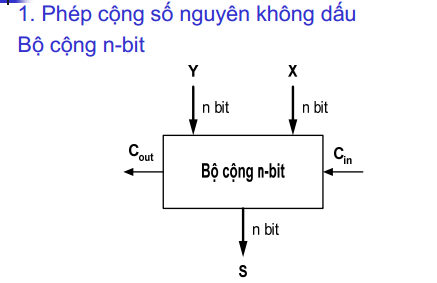 1. Phép cộng số nguyên không dấu
Bộ cộng n-bit
Y X
n bit n bit
Cout Bộ cộng n-bit Cin
n bit
S